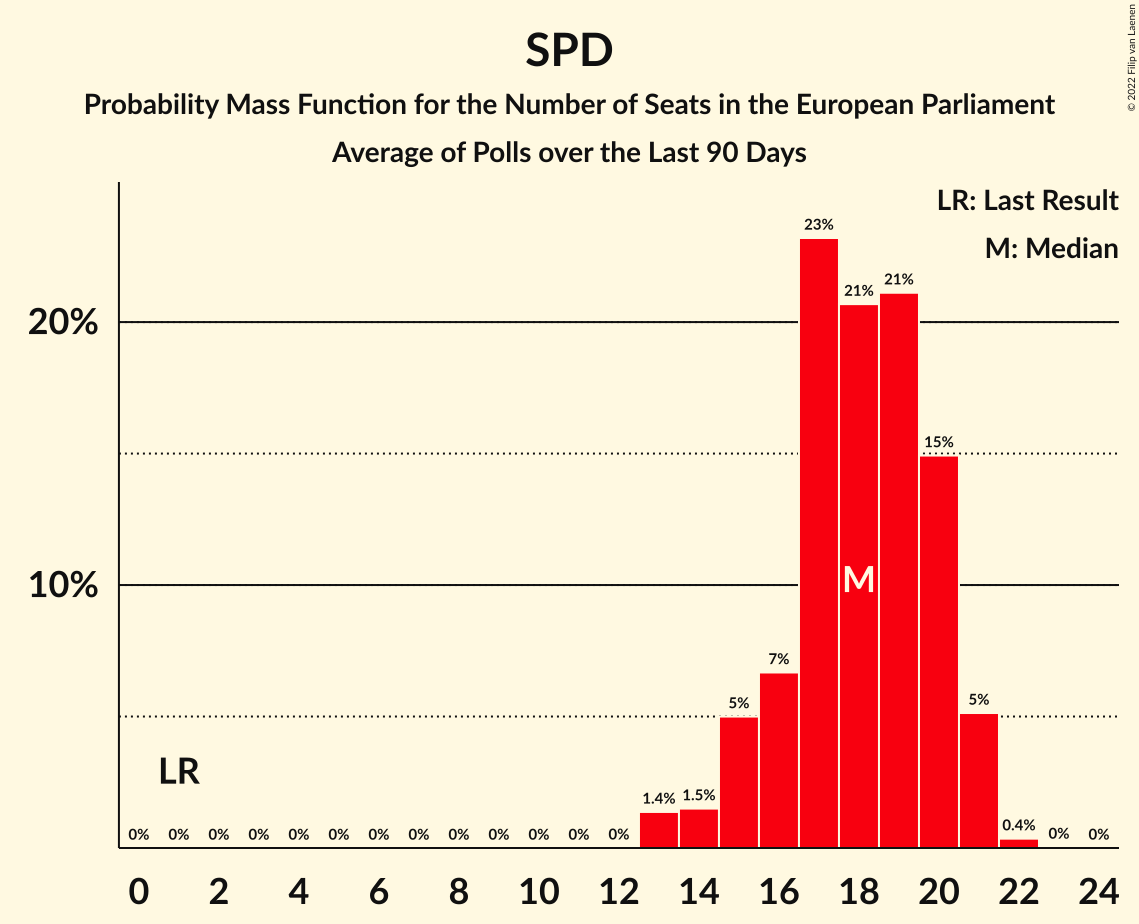 SPD
Probability Mass Function for the Number of Seats in the European Parliament
Average of Polls over the Last 90 Days
© 2022 Filip van Laenen
LR: Last Result
M: Median
20%
10%
23%
21%
21%
15%
M
7%
5%
5%
LR
1.4%
1.5%
0.4%
0% 0% 0% 0% 0% 0% 0% 0% 0% 0% 0% 0% 0% 0% 0%
0 2 4 6 8 10 12 14 16 18 20 22 24